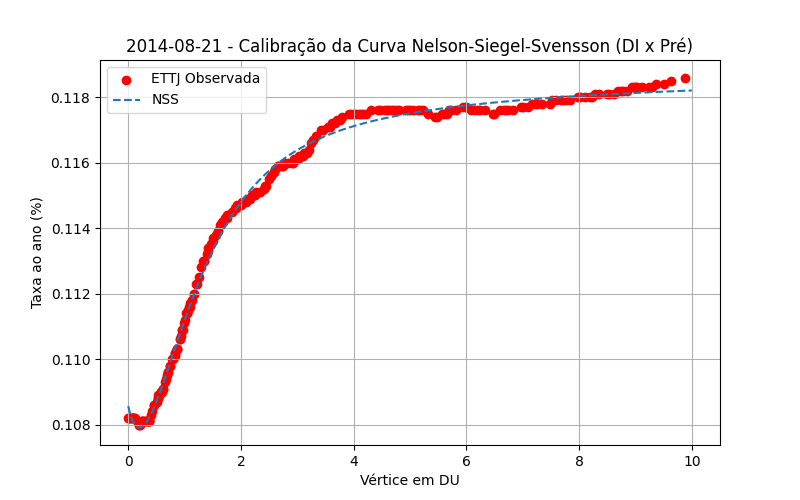 2014-08-21 - Calibração da Curva Nelson-Siegel-Svensson (DI x Pré)
ETTJ Observada
NSS
Taxa ao ano (%)
0.118
0.116
0.114
0.112
0.110
0.108
0 2 4 6 8 10
Vértice em DU